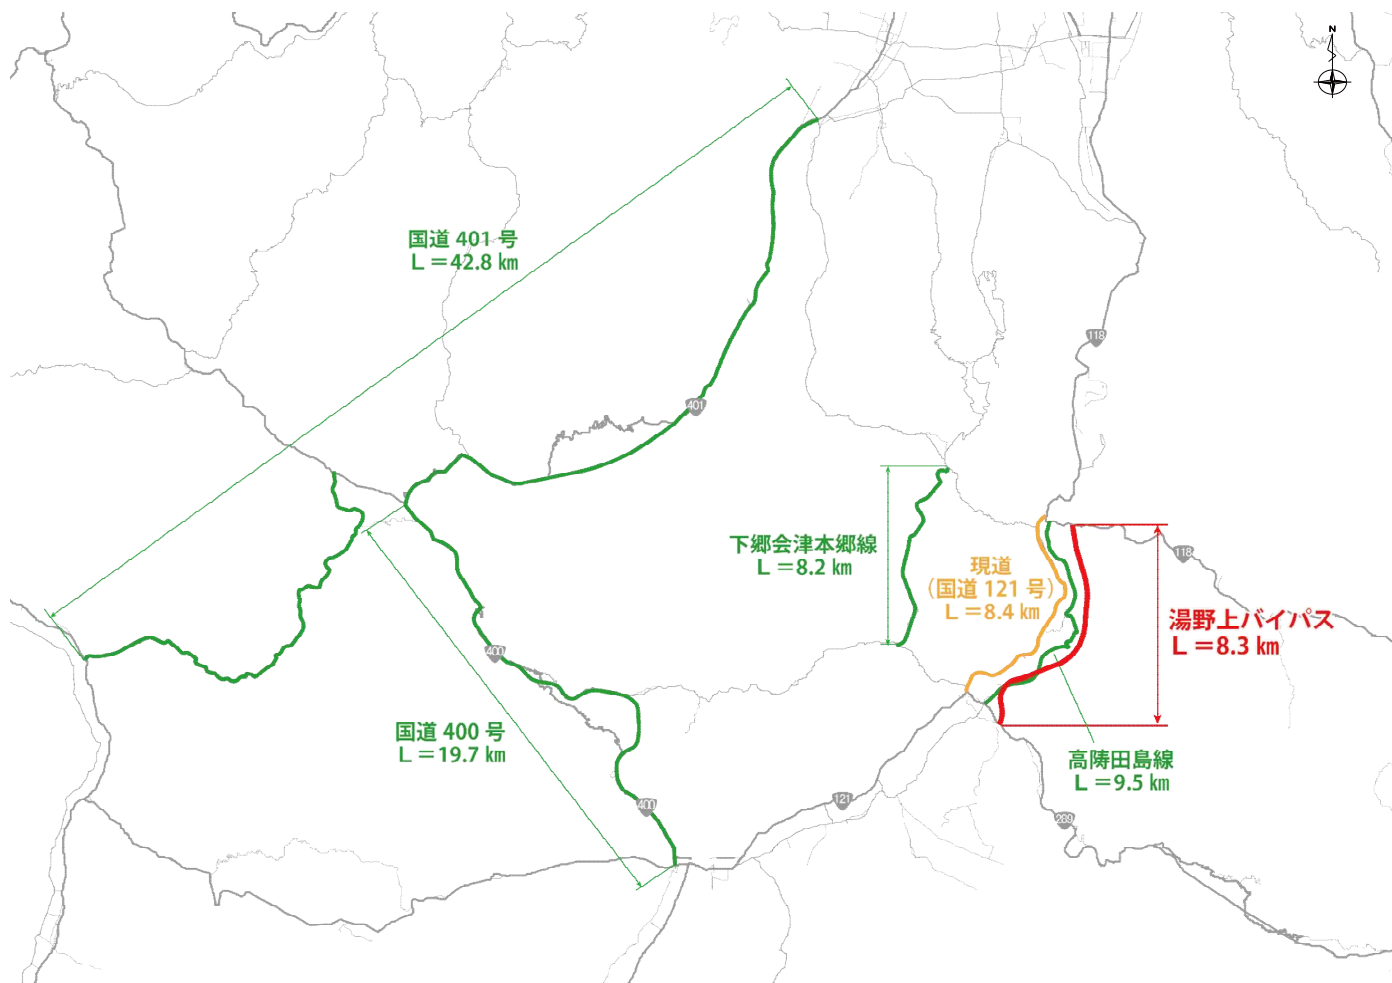 N
国道 401 号
L＝42.8 ㎞
118
401
下郷会津本郷線
L＝8.2 ㎞
現道
（国道 121 号）
L＝8.4 ㎞
118
湯野上バイパス
L＝8.3 ㎞
400
国道 400 号
L＝19.7 ㎞
高陦田島線
L＝9.5 ㎞
400
121
289